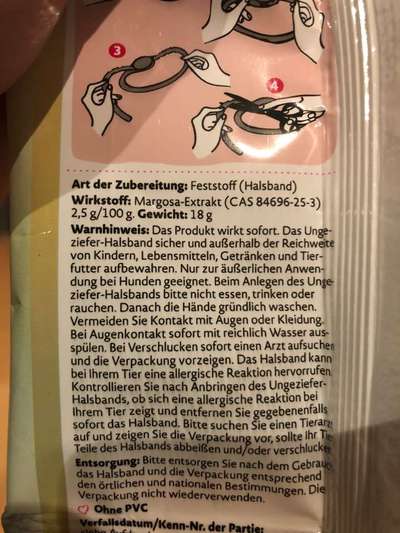 3
4
Art der Zubereitung: Feststoff (Halsband)
Wirkstoff: Margosa-Extrakt (CAS 84696-25-3)
2,5 g/100 g. Gewicht: 18 g
Warnhinweis: Das Produkt wirkt sofort. Das Unge-
ziefer-Halsband sicher und außerhalb der Reichweite
von Kindern, Lebensmitteln, Getränken und Tier-
futter aufbewahren. Nur zur äußerlichen Anwen-
dung bei Hunden geeignet. Beim Anlegen des Unge-
ziefer-Halsbands bitte nicht essen, trinken oder
rauchen. Danach die Hände gründlich waschen.
Vermeiden Sie Kontakt mit Augen oder Kleidung.
Bei Augenkontakt sofort mit reichlich Wasser aus-
spülen. Bei Verschlucken sofort einen Arzt aufsuchen
und die Verpackung vorzeigen. Das Halsband kann
bei Ihrem Tier eine allergische Reaktion hervorrufen.
Kontrollieren Sie nach Anbringen des Ungeziefer-
Halsbands, ob sich eine allergische Reaktion bei
Ihrem Tier zeigt und entfernen Sie gegebenenfalls
sofort das Halsband. Bitte suchen Sie einen Tierarzt
auf und zeigen Sie die Verpackung vor, sollte Ihr Tier
Teile des Halsbands abbeißen und/oder verschlucken
Entsorgung: Bitte entsorgen Sie nach dem Gebrauch
das Halsband und die Verpackung entsprechend
den örtlichen und nationalen Bestimmungen. Die
Verpackung nicht wiederverwenden.
Ohne PVC
Verfallsdatum/Kenn-Nr. der Partie: